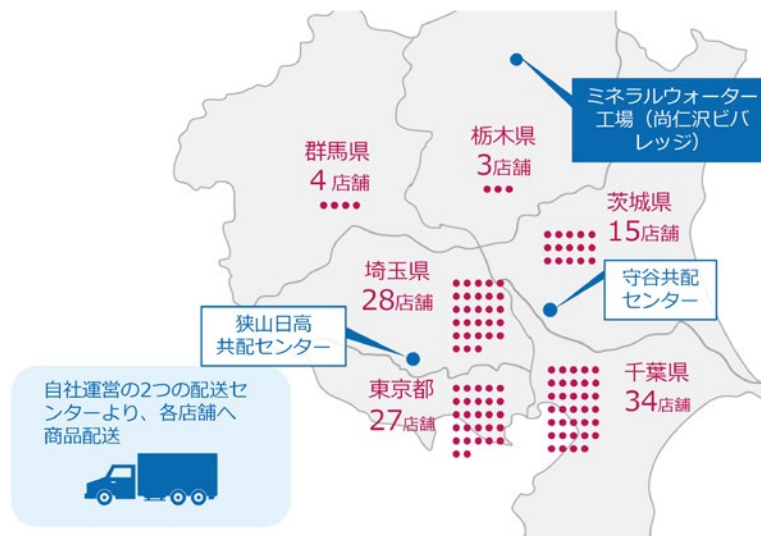 ミネラルウォーター
工場（尚仁沢ビバ
レッジ）
群馬県
4店舗
栃木県
3店舗
茨城県
15店舗
埼玉県
28店舗
守谷共配
センター
狭山日高
共配センター
東京都
27店舗
千葉県
34店舗
自社運営の2つの配送セ
ンターより、各店舗へ
商品配送